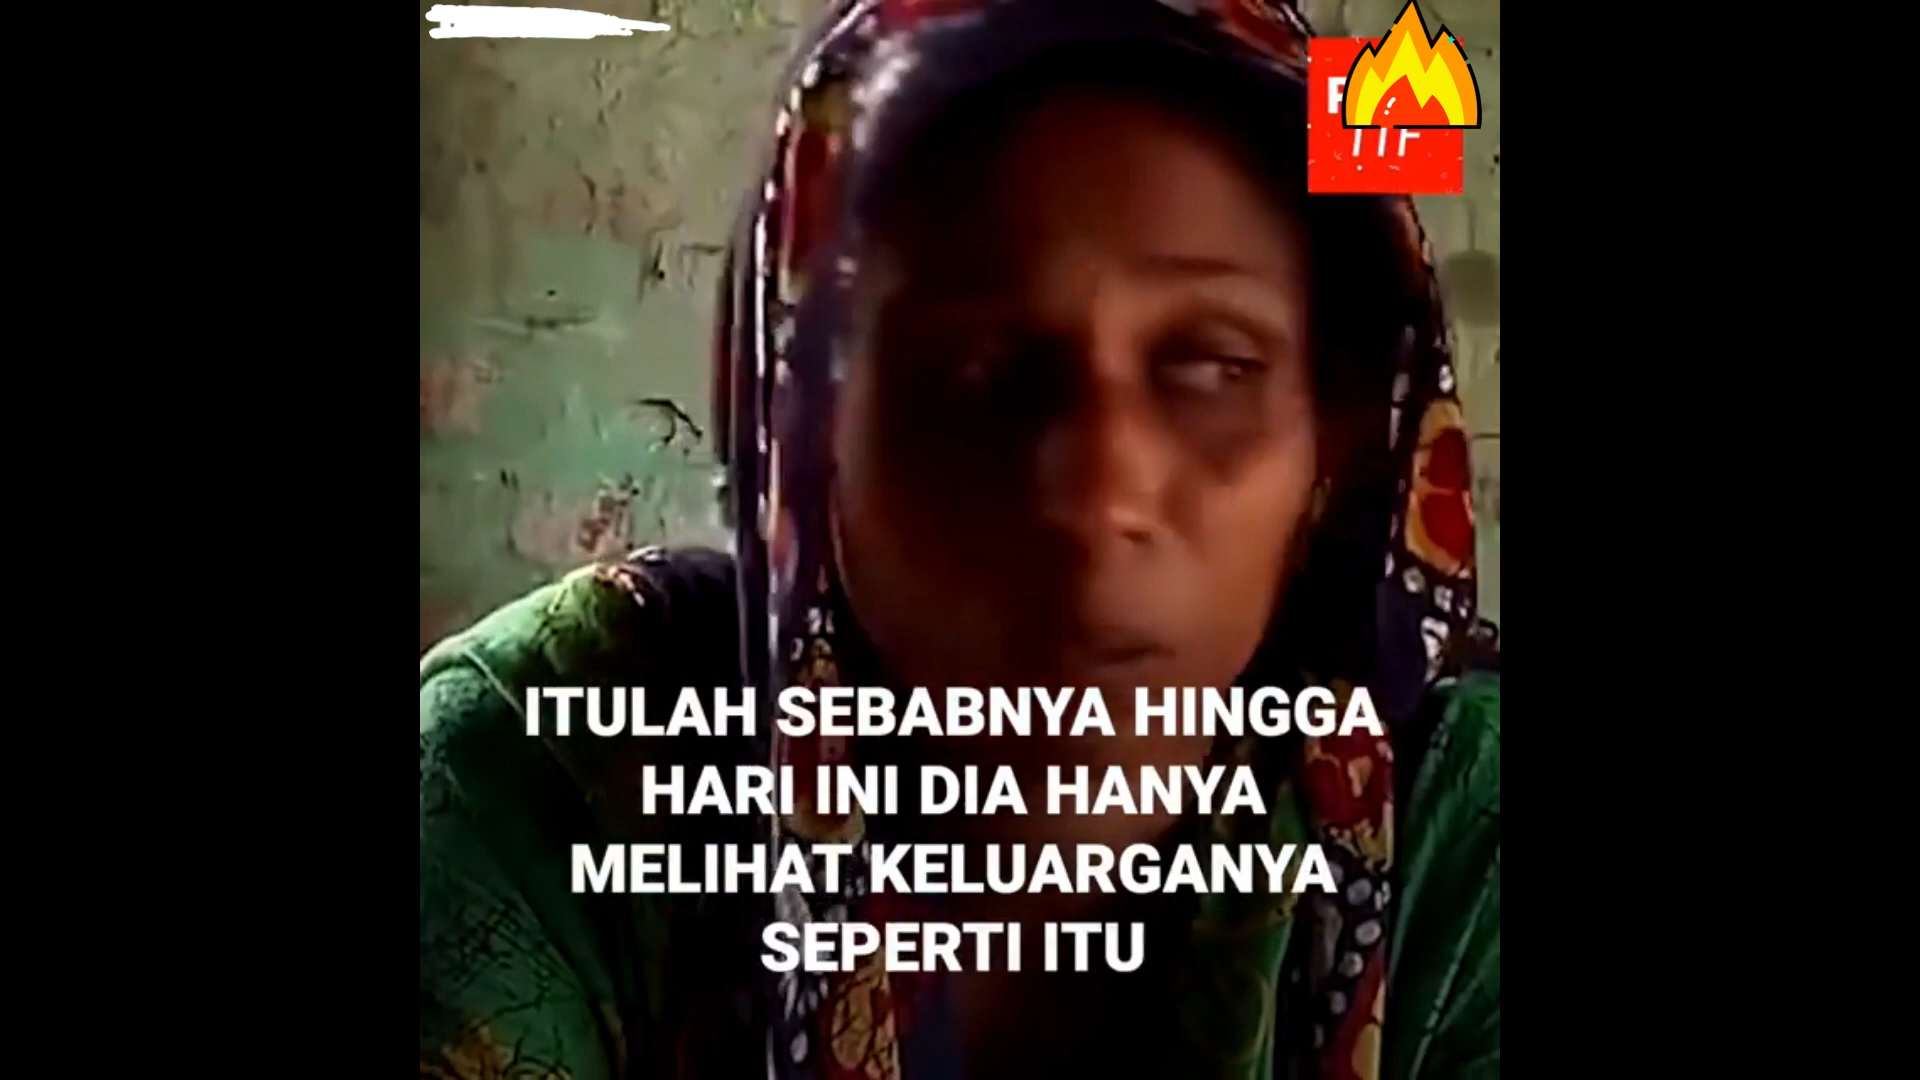 ITULAH SEBABNYA HINGGA
HARI INI DIA HANYA
MELIHAT KELUARGANYA
SEPERTI ITU